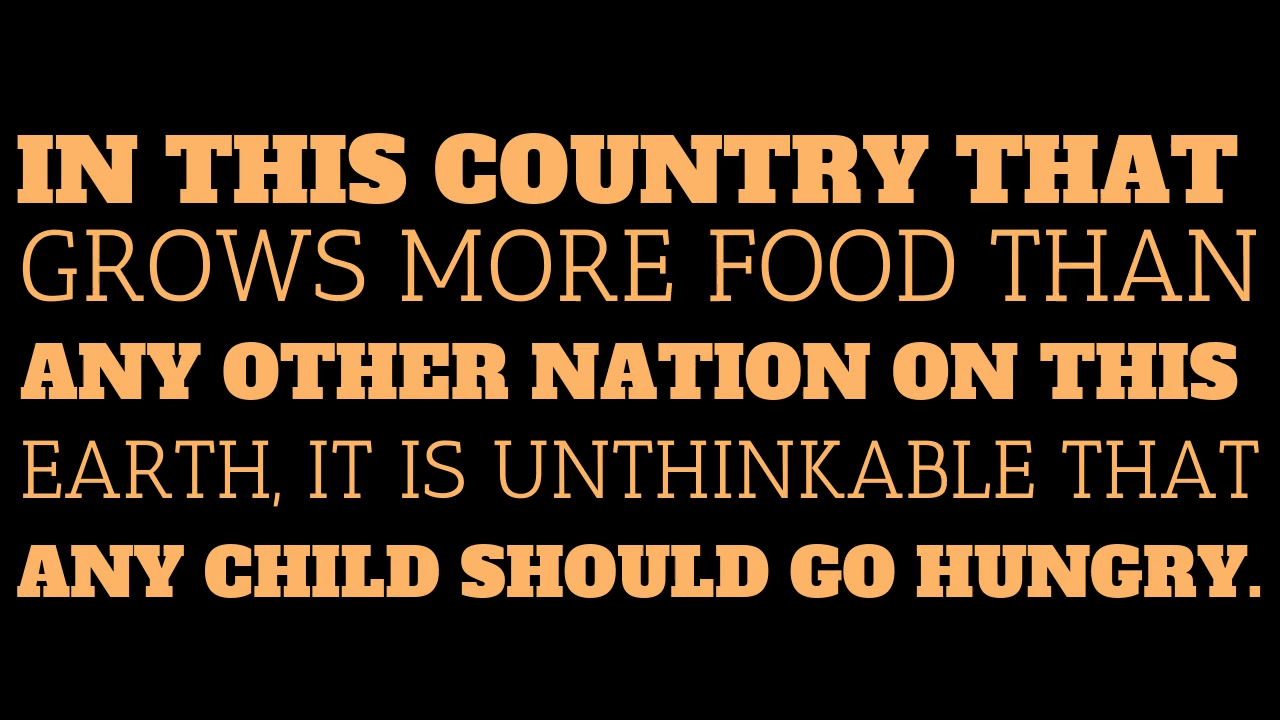 IN THIS COUNTRY THAT
GROWS MORE FOOD THAN
ANY OTHER NATION ON THIS
EARTH, IT IS UNTHINKABLE THAT
ANY CHILD SHOULD GO HUNGRY.